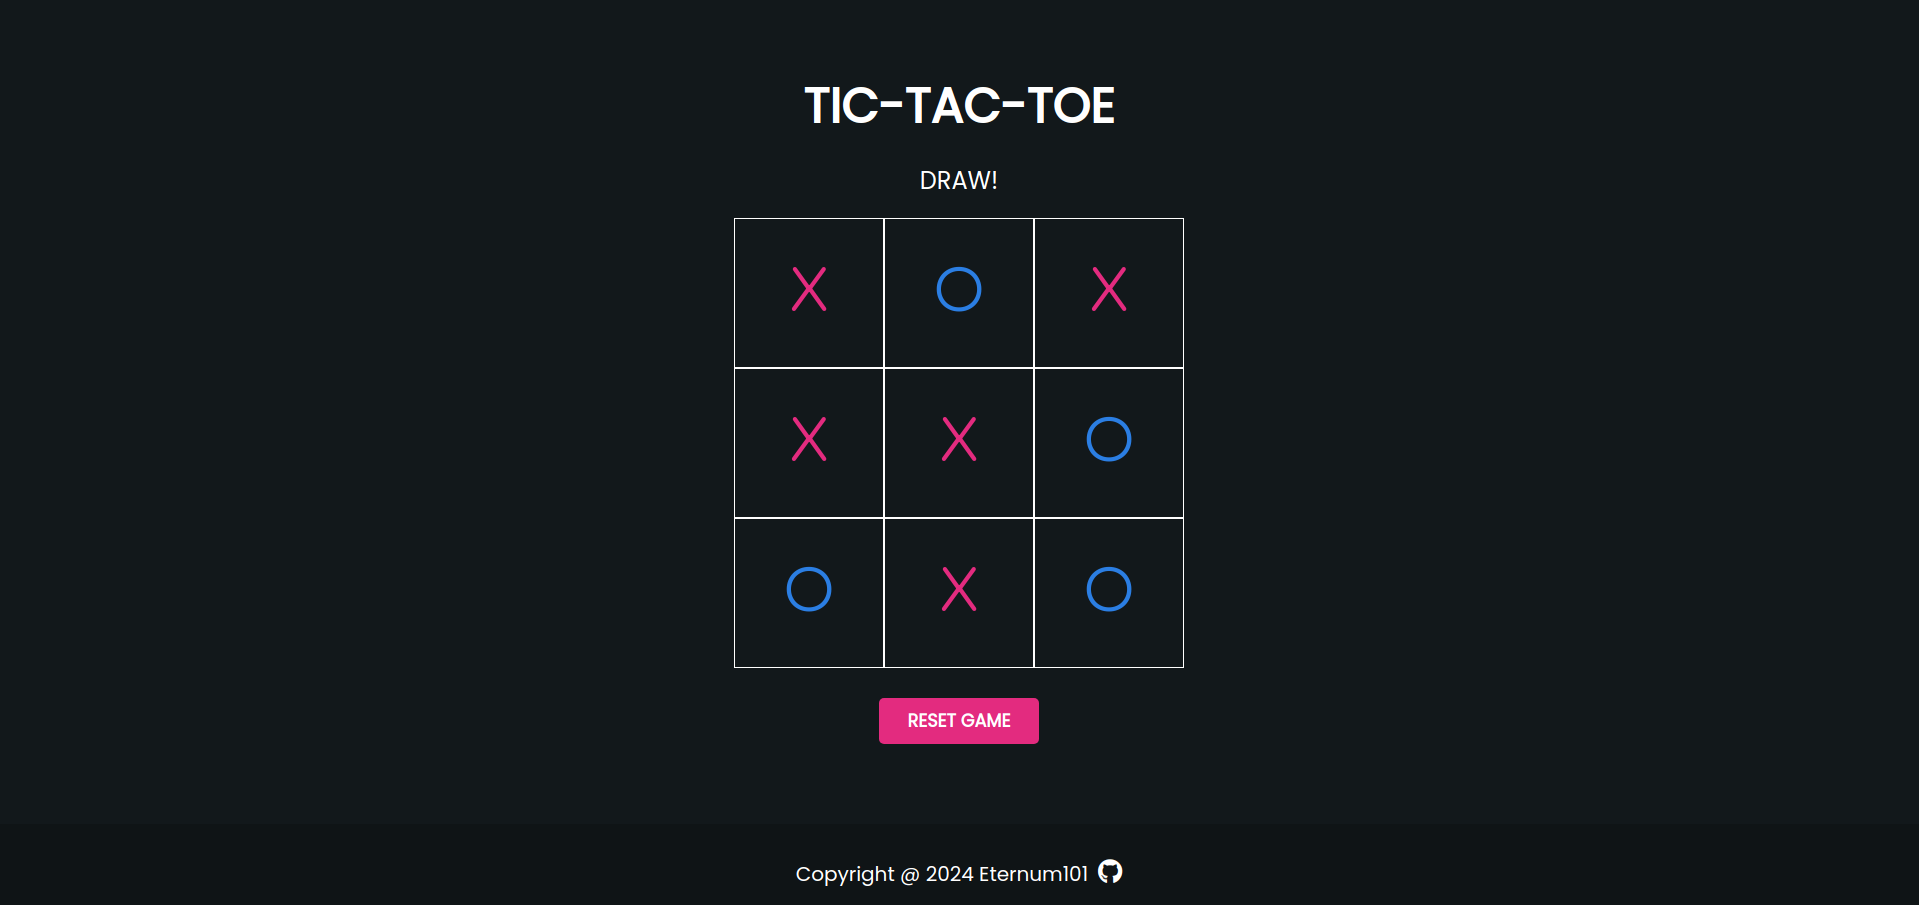 TIC-TAC-TOE
DRAW!
X O X
X X O
O X O
RESET GAME
Copyright @ 2024 Eternum101